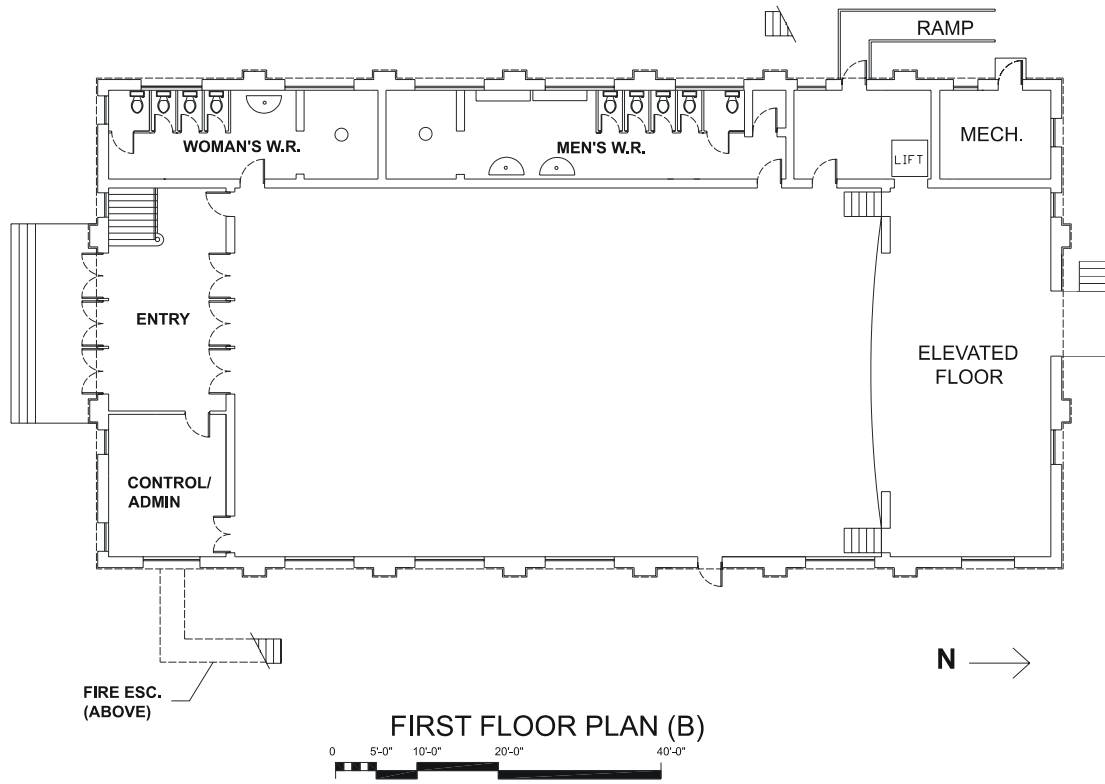 RAMP
WOMAN'S W.R.
MEN'S W.R.
LIFT
MECH.
ENTRY
ELEVATED
FLOOR
CONTROL/
ADMIN
N
FIRE ESC.
(ABOVE)
FIRST FLOOR PLAN (B)
0 5'-0" 10'-0" 20'-0" 40'-0"